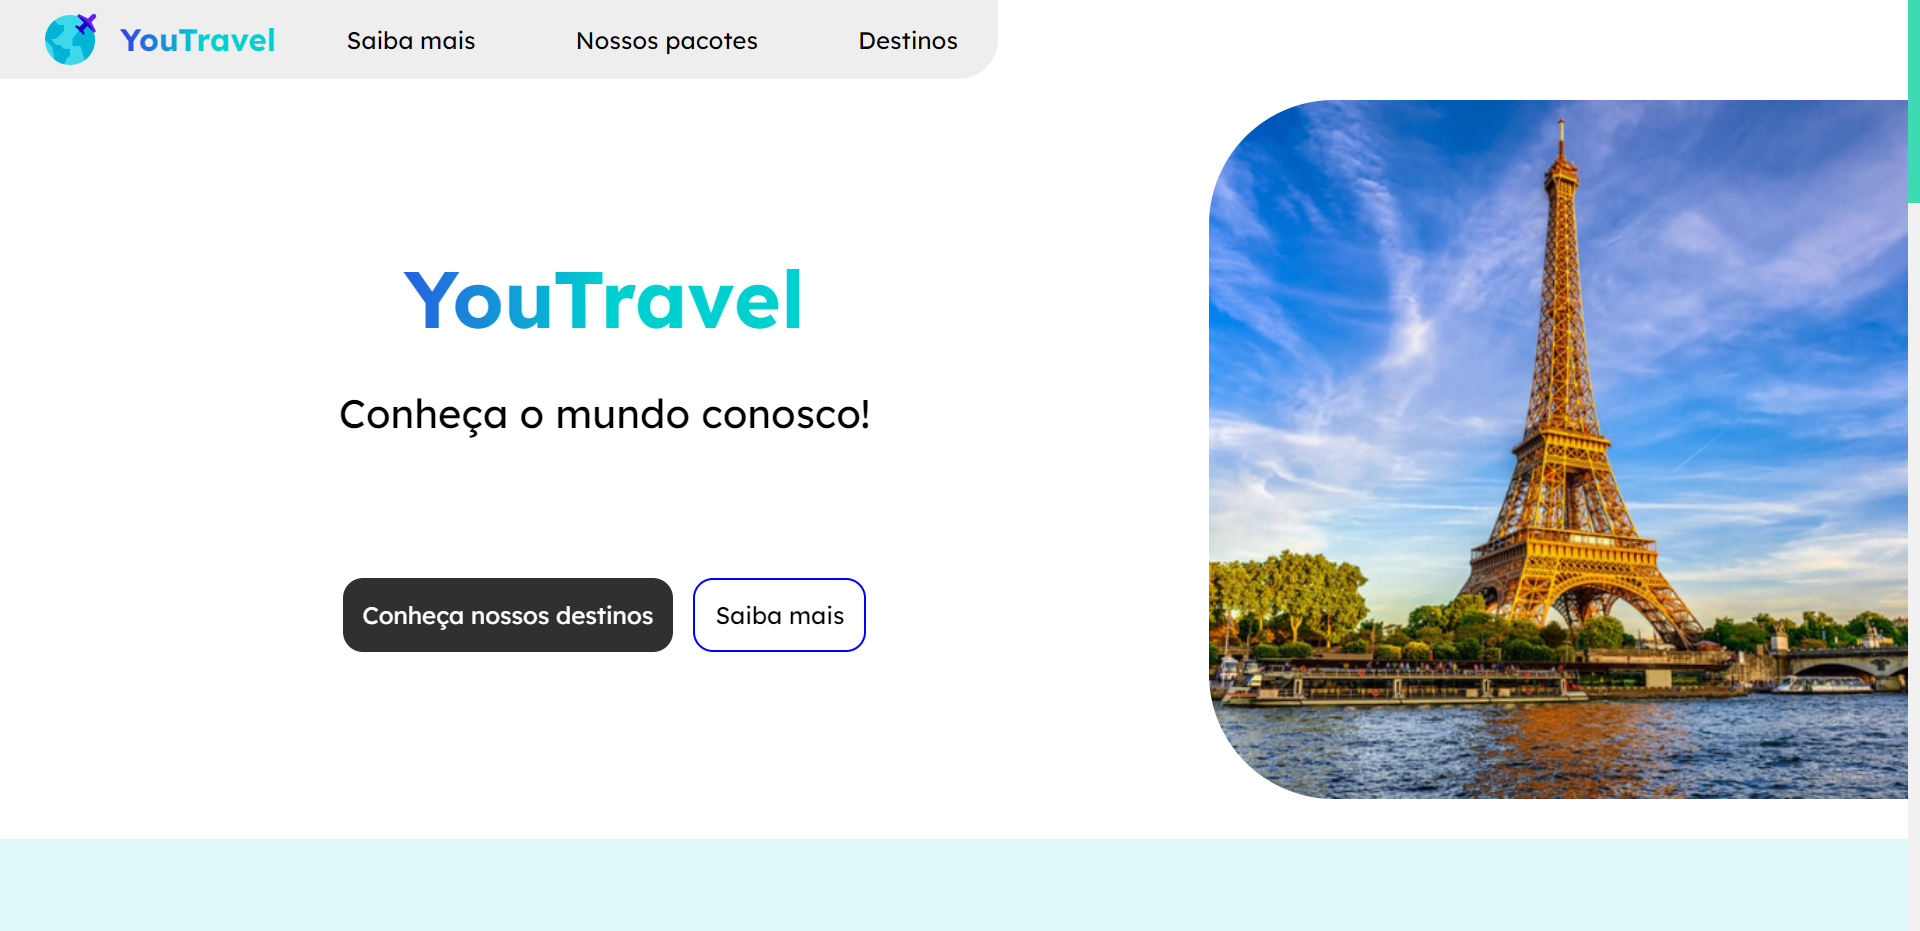 YouTravel Saiba mais Nossos pacotes Destinos
YouTravel
Conheça o mundo conosco!
Conheça nossos destinos Saiba mais